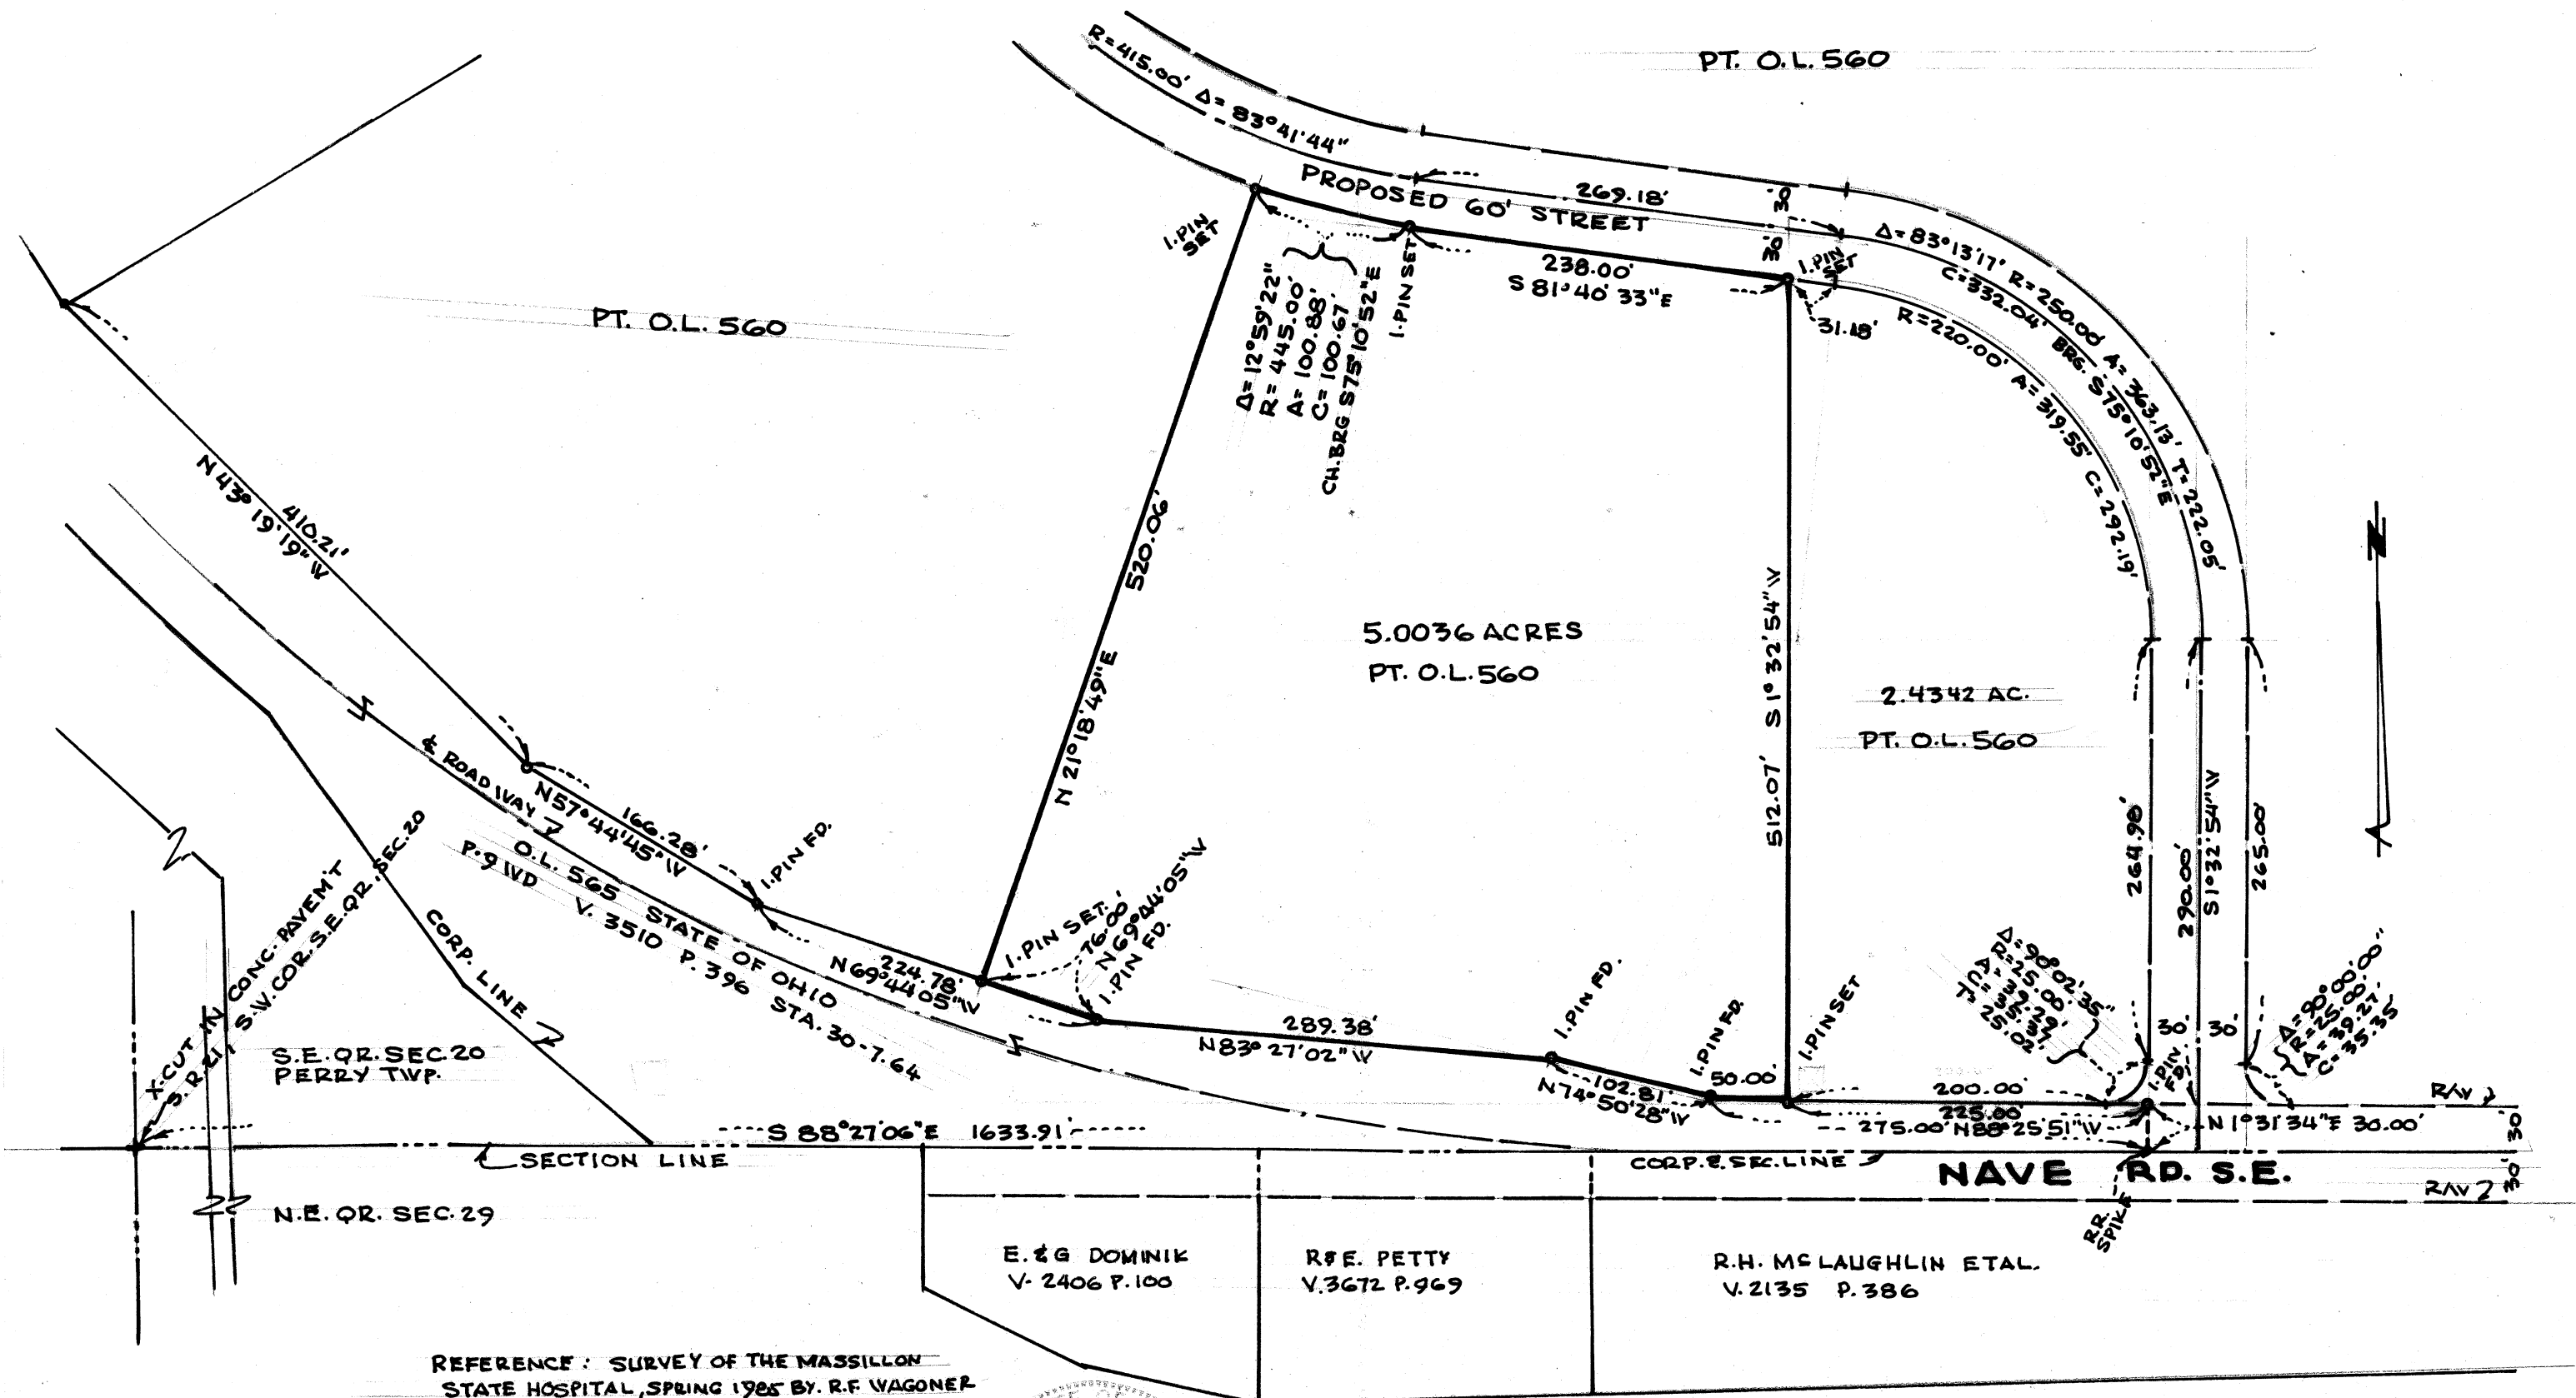 PT. O.L. 560
R=415.00' Δ=83°41'44"
PROPOSED 60' STREET
269.18'
30'
30'
I. PIN
SET
I. PIN SET
238.00'
S 81°40'33"E
I. PIN
SET
31.18'
Δ=83°13'17" R=250.00' A=363.13' T=222.05'
C=332.04' BRG. S75°10'52"E
R=220.00' A=319.55' C=292.19'
Δ=12°59'22"
R=445.00'
A=100.88'
C=100.67'
CH. BRG S75°10'52"E
PT. O.L. 560
410.21'
N43°19'19"W
520.06'
N 21°18'49"E
5.0036 ACRES
PT. O.L. 560
512.07' S1°32'54"W
2.4342 AC.
PT. O.L. 560
264.90'
290.00'
S1°32'54"W
265.00'
℄ ROADWAY
166.28'
N57°44'45"W
I. PIN FD.
O.L. 565 STATE OF OHIO
P.9 WD
V. 3510 P. 396 STA. 30-7.64
224.78'
N69°44'05"W
I. PIN SET.
76.00'
N69°44'05"W
I. PIN FD.
289.38'
N83°27'02"W
I. PIN FD.
102.81
N74°50'28"W
I. PIN FD.
50.00'
I. PIN SET
Δ=90°02'35"
R=25.00'
A=39.29'
C=35.37
T=25.02'
30'
30'
I. PIN
FD.
Δ=90°00'00"
R=25.00'
A=39.27'
C=35.35
200.00'
225.00'
275.00' N88°25'51"W
R/W
N1°31'34"E 30.00'
30'
X-CUT IN CONC. PAVEM'T
S.R. 21, S.W. COR. S.E. QR. SEC. 20
CORP. LINE
S.E. QR. SEC. 20
PERRY TWP.
S 88°27'06"E 1633.91
SECTION LINE
CORP. & SEC. LINE
NAVE RD. S.E.
R/W
30'
R.R.
SPIKE
N.E. QR. SEC. 29
E. & G DOMINIK
V. 2406 P. 100
R & E. PETTY
V. 3672 P. 969
R.H. McLAUGHLIN ETAL.
V. 2135 P. 386
REFERENCE: SURVEY OF THE MASSILLON
STATE HOSPITAL, SPRING 1985 BY. R.F. WAGONER
N